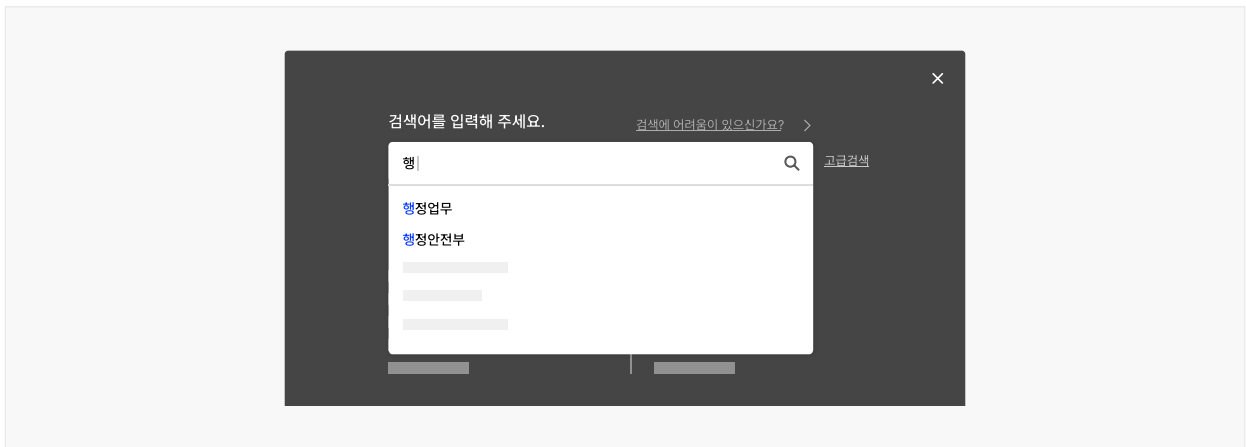 검색어를 입력해 주세요.
검색에 어려움이 있으신가요?
행
고급검색
행정업무
행정안전부